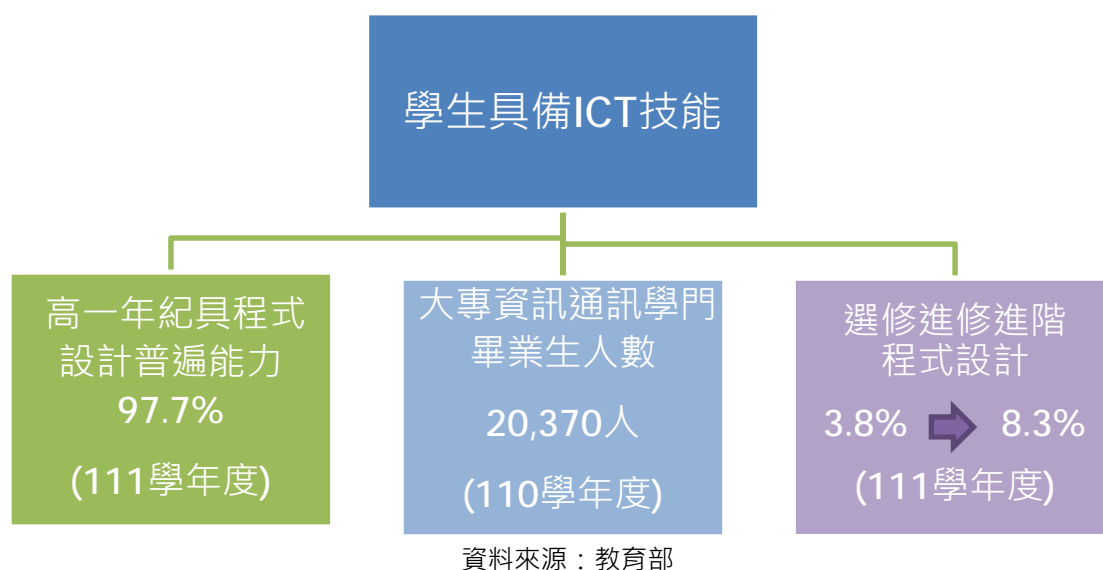 學生具備ICT技能
高一年紀具程式
設計普遍能力
97.7%
(111學年度)
大專資訊通訊學門
畢業生人數
20,370人
(110學年度)
選修進修進階
程式設計
3.8% 8.3%
(111學年度)
資料來源：教育部